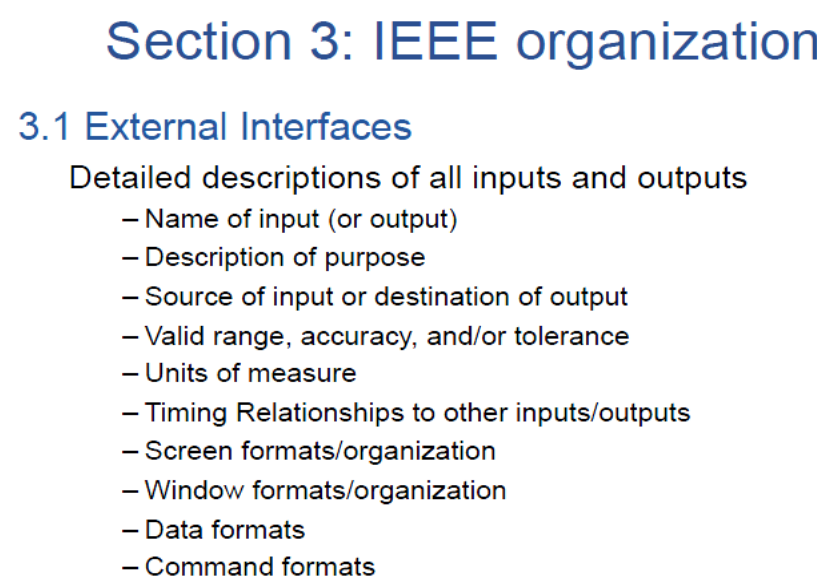 Section 3: IEEE organization
3.1 External Interfaces
Detailed descriptions of all inputs and outputs
– Name of input (or output)
– Description of purpose
– Source of input or destination of output
– Valid range, accuracy, and/or tolerance
– Units of measure
– Timing Relationships to other inputs/outputs
– Screen formats/organization
– Window formats/organization
– Data formats
– Command formats